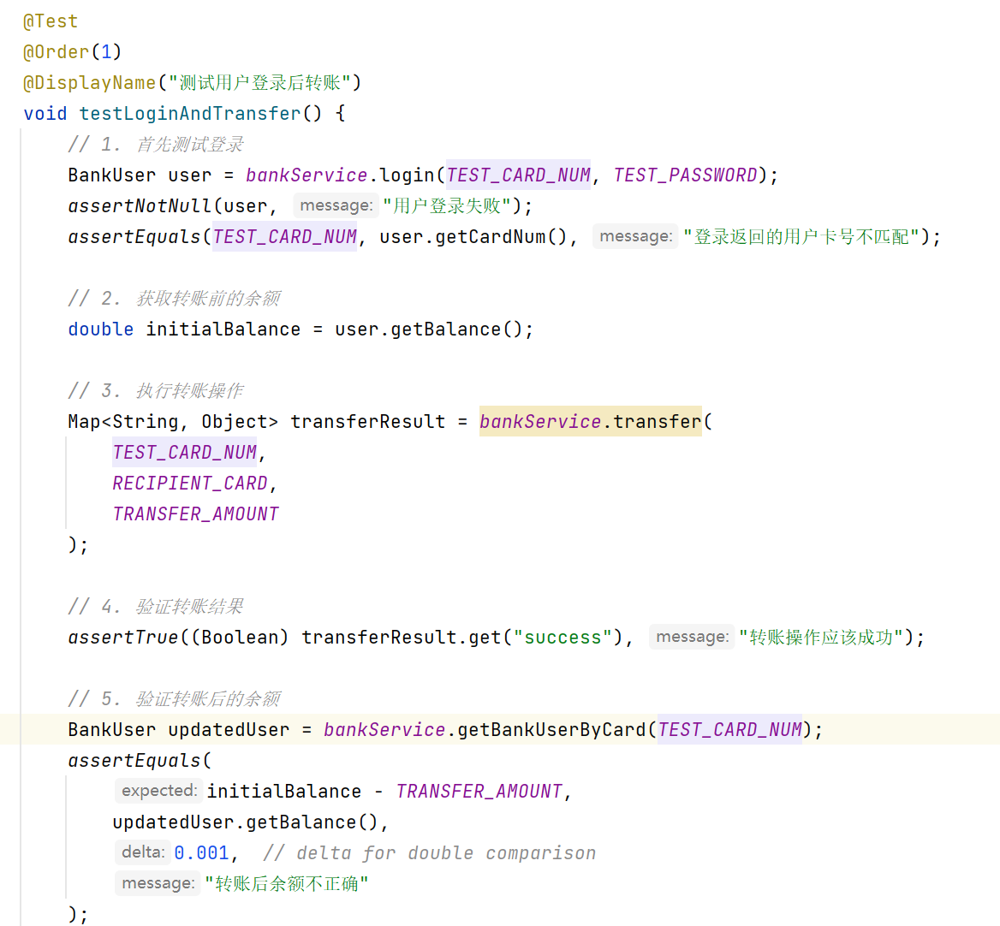 @Test
@Order(1)
@DisplayName("测试用户登录后转账")
void testLoginAndTransfer() {
// 1. 首先测试登录
BankUser user = bankService.login(TEST_CARD_NUM, TEST_PASSWORD);
assertNotNull(user, message: "用户登录失败");
assertEquals(TEST_CARD_NUM, user.getCardNum(), message: "登录返回的用户卡号不匹配");
// 2. 获取转账前的余额
double initialBalance = user.getBalance();
// 3. 执行转账操作
Map<String, Object> transferResult = bankService.transfer(
TEST_CARD_NUM,
RECIPIENT_CARD,
TRANSFER_AMOUNT
);
// 4. 验证转账结果
assertTrue((Boolean) transferResult.get("success"), message: "转账操作应该成功");
// 5. 验证转账后的余额
BankUser updatedUser = bankService.getBankUserByCard(TEST_CARD_NUM);
assertEquals(
expected: initialBalance - TRANSFER_AMOUNT,
updatedUser.getBalance(),
delta: 0.001, // delta for double comparison
message: "转账后余额不正确"
);